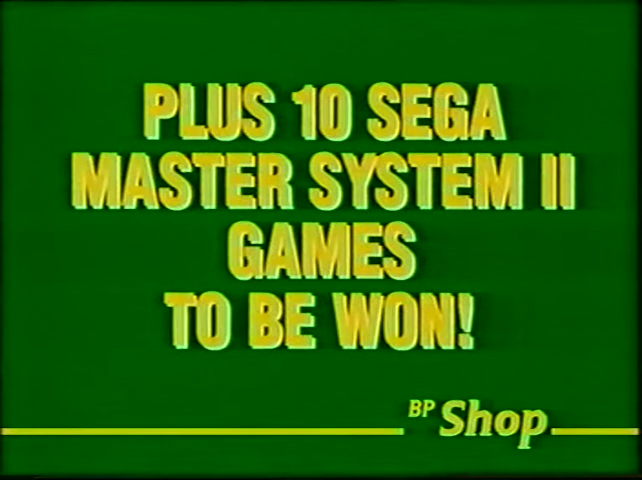 PLUS 10 SEGA
MASTER SYSTEM II
GAMES
TO BE WON!
BP Shop